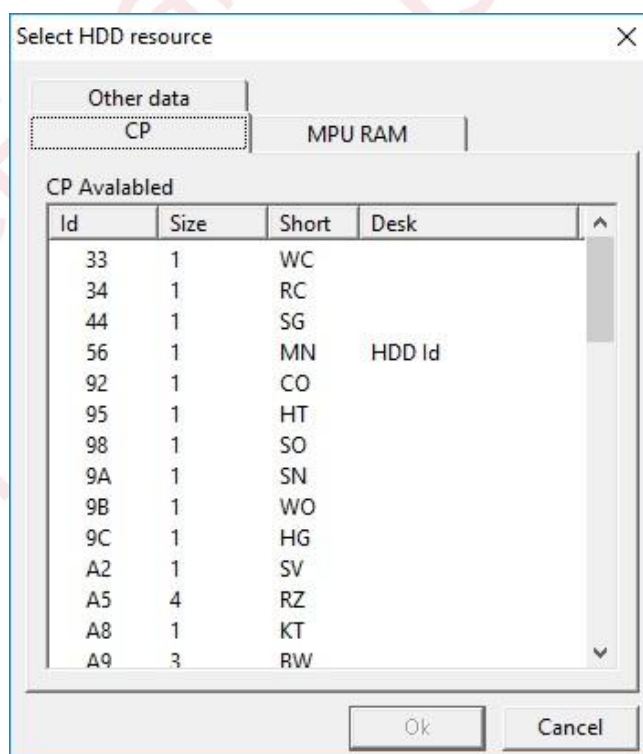 Select HDD resource
Other data
CP MPU RAM
CP Avalabled
Id Size Short Desk
33 1 WC
34 1 RC
44 1 SG
56 1 MN HDD Id
92 1 CO
95 1 HT
98 1 SO
9A 1 SN
9B 1 WO
9C 1 HG
A2 1 SV
A5 4 RZ
A8 1 KT
A9 3 BW
Ok Cancel